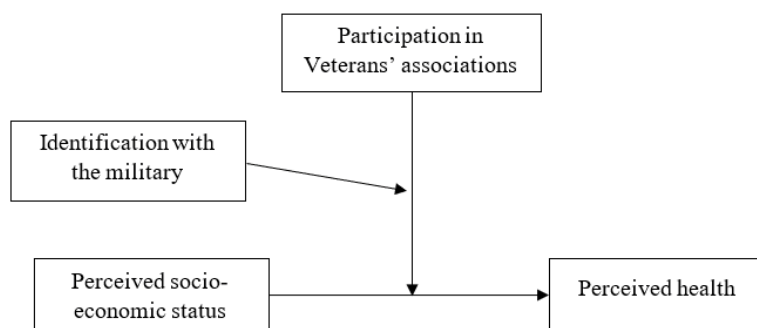 Participation in
Veterans’ associations
Identification with
the military
Perceived socio-
economic status
Perceived health